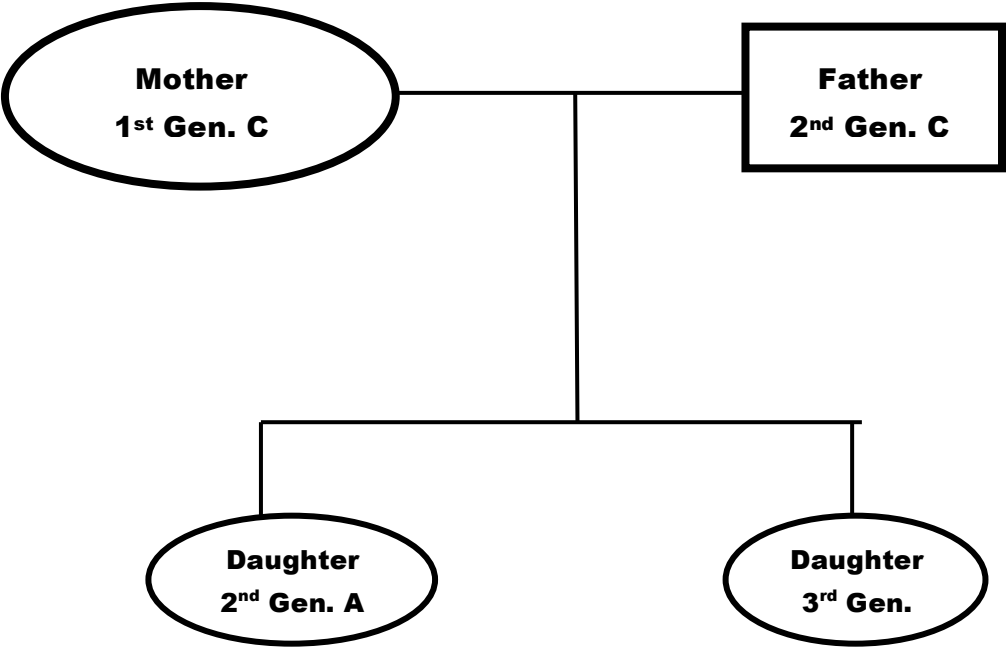 Mother
1st Gen. C
Father
2nd Gen. C
Daughter
2nd Gen. A
Daughter
3rd Gen.